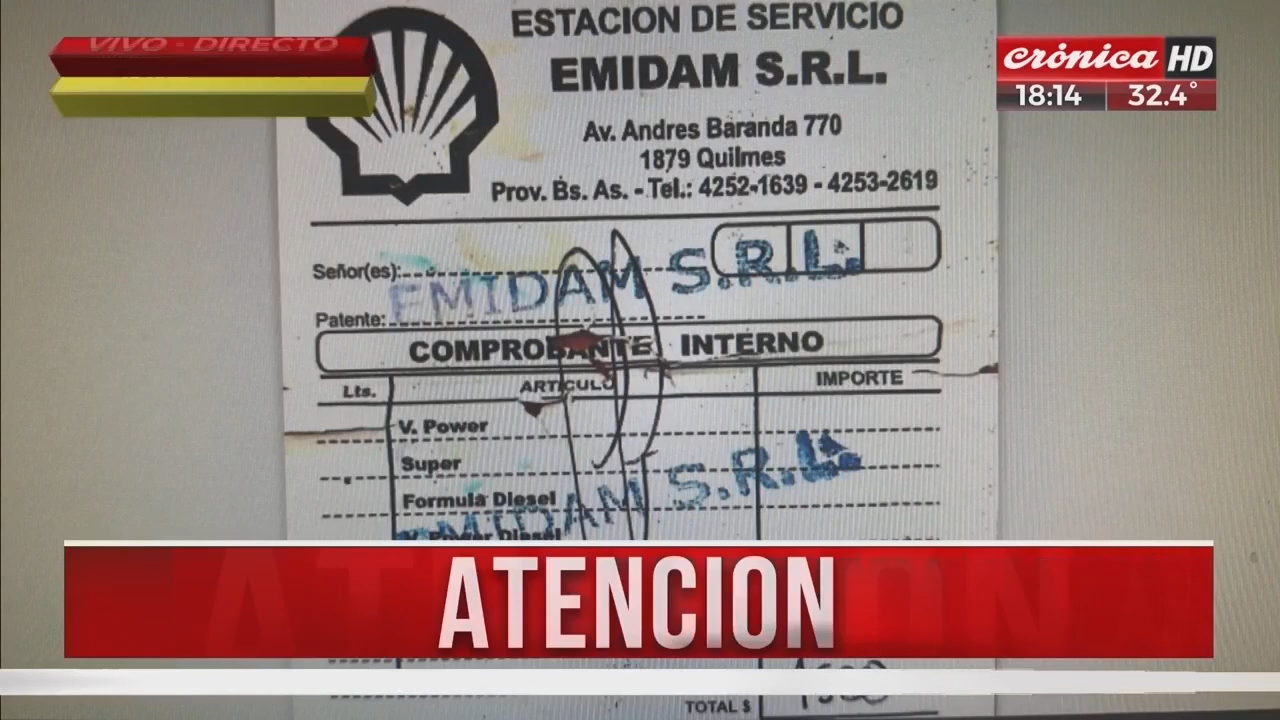 VIVO - DIRECTO
crónica HD
18:14 32.4°
ESTACION DE SERVICIO
EMIDAM S.R.L.
Av. Andres Baranda 770
1879 Quilmes
Prov. Bs. As. - Tel.: 4252-1639 - 4253-2619
Señor(es):
EMIDAM S.R.L.
Patente:
COMPROBANTE INTERNO
Lts. ARTICULO IMPORTE
V. Power
Super
Formula Diesel
EMIDAM S.R.L.
V. Power Diesel
ATENCION
TOTAL $